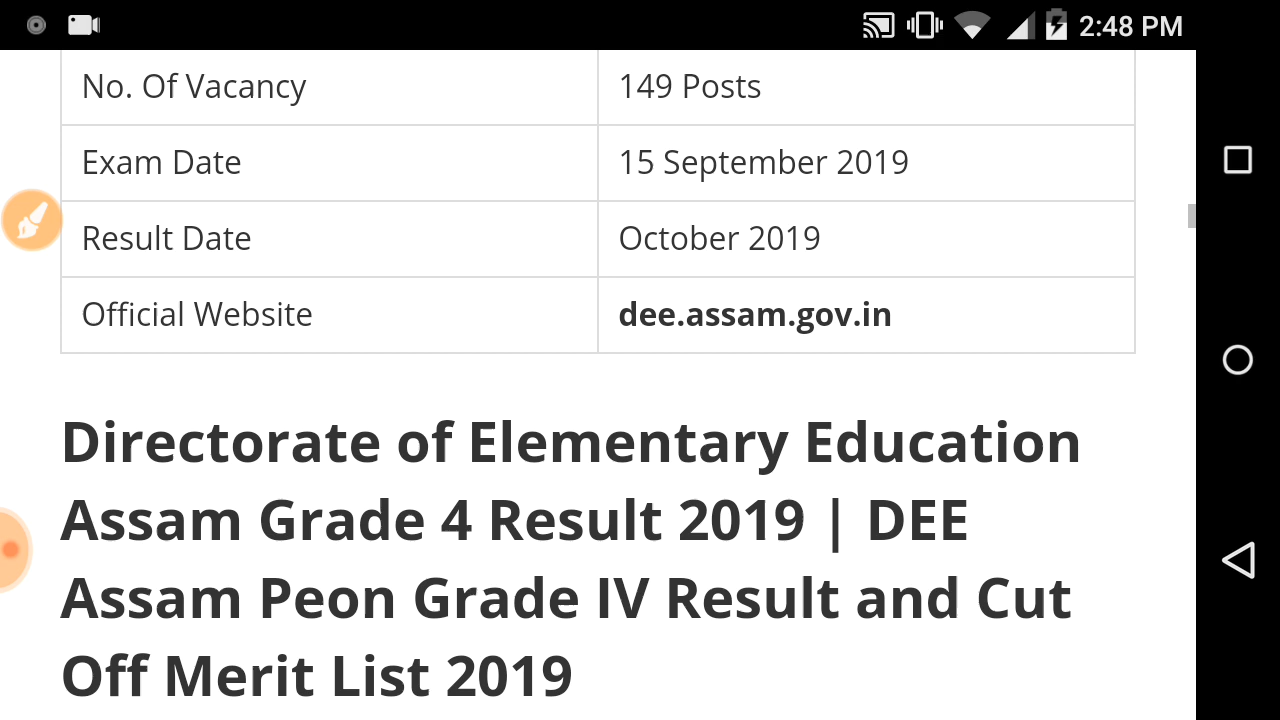 2:48 PM
No. Of Vacancy 149 Posts
Exam Date 15 September 2019
Result Date October 2019
Official Website dee.assam.gov.in
Directorate of Elementary Education
Assam Grade 4 Result 2019 | DEE
Assam Peon Grade IV Result and Cut
Off Merit List 2019